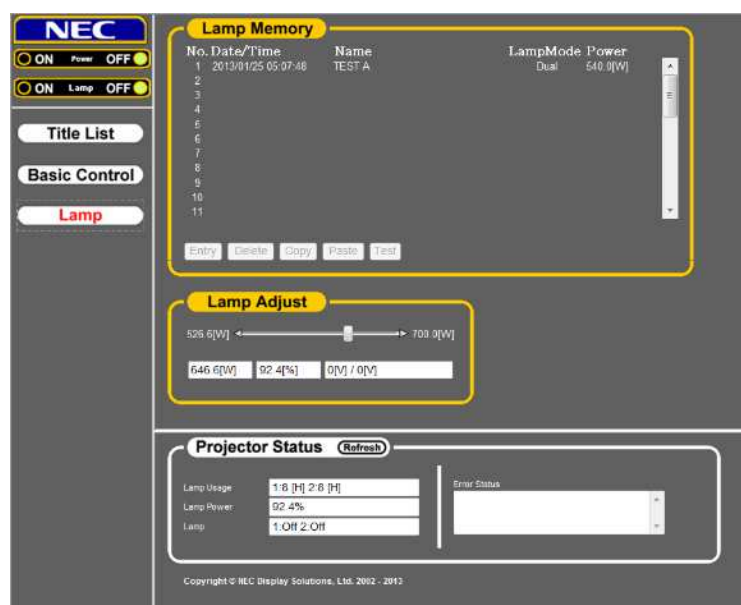 NEC
ON Power OFF
ON Lamp OFF
Title List
Basic Control
Lamp
Lamp Memory
No. Date/Time Name LampMode Power
1 2013/01/25 05:07:48 TEST A Dual 640.0[W]
2
3
4
5
6
7
8
9
10
11
Entry Delete Copy Paste Test
Lamp Adjust
526.6[W] 700.0[W]
646.6[W] 92.4[%] 0[V] / 0[V]
Projector Status Refresh
Lamp Usage 1:8 [H] 2:8 [H]
Lamp Power 92.4%
Lamp 1:Off 2:Off
Error Status
Copyright © NEC Display Solutions, Ltd. 2002 - 2013